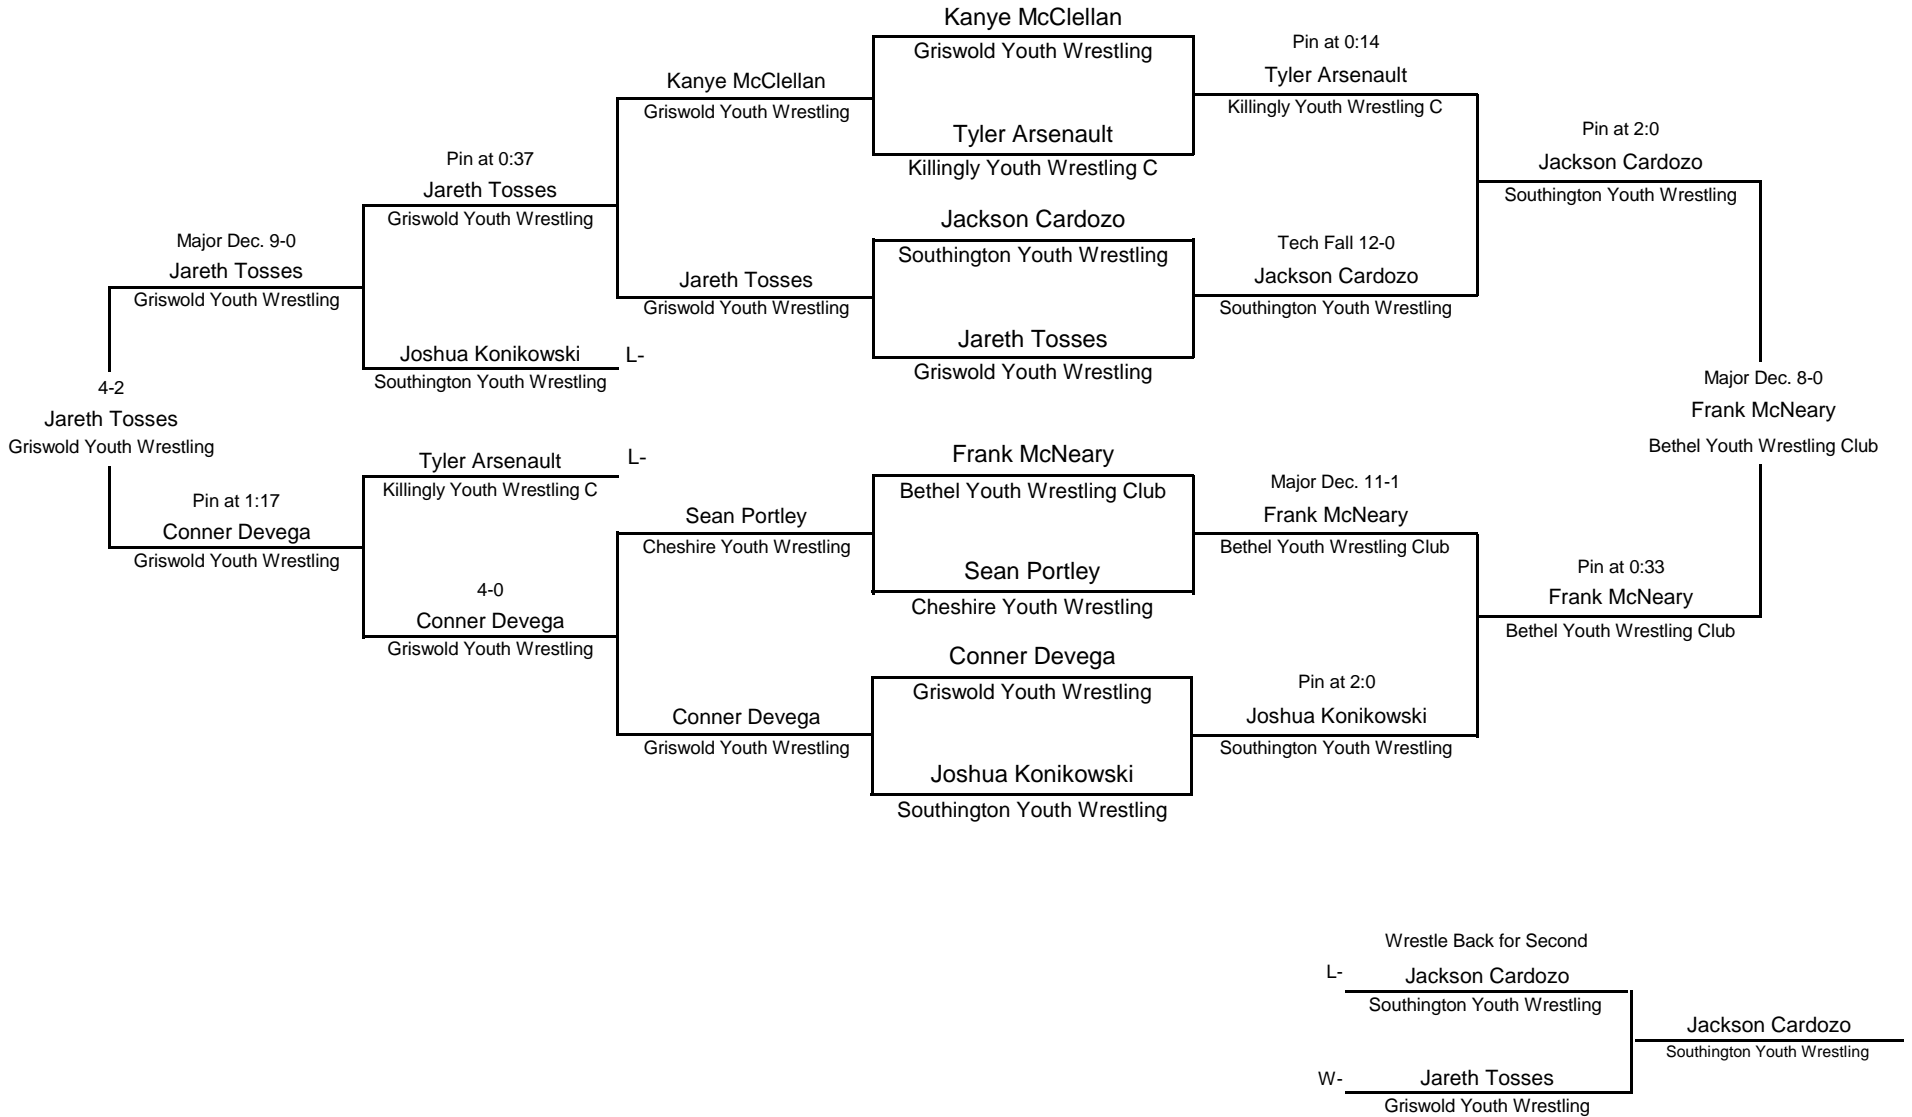 Kanye McClellan
Griswold Youth Wrestling
Pin at 0:14
Tyler Arsenault
Killingly Youth Wrestling C
Kanye McClellan
Griswold Youth Wrestling
Tyler Arsenault
Killingly Youth Wrestling C
Pin at 2:0
Jackson Cardozo
Southington Youth Wrestling
Pin at 0:37
Jareth Tosses
Griswold Youth Wrestling
Jackson Cardozo
Southington Youth Wrestling
Tech Fall 12-0
Jackson Cardozo
Southington Youth Wrestling
Major Dec. 9-0
Jareth Tosses
Griswold Youth Wrestling
Jareth Tosses
Griswold Youth Wrestling
Jareth Tosses
Griswold Youth Wrestling
Joshua Konikowski
L-
Southington Youth Wrestling
4-2
Jareth Tosses
Griswold Youth Wrestling
Major Dec. 8-0
Frank McNeary
Bethel Youth Wrestling Club
Tyler Arsenault
L-
Killingly Youth Wrestling C
Frank McNeary
Bethel Youth Wrestling Club
Major Dec. 11-1
Frank McNeary
Bethel Youth Wrestling Club
Pin at 1:17
Conner Devega
Griswold Youth Wrestling
Sean Portley
Cheshire Youth Wrestling
Sean Portley
Cheshire Youth Wrestling
Pin at 0:33
Frank McNeary
Bethel Youth Wrestling Club
4-0
Conner Devega
Griswold Youth Wrestling
Conner Devega
Griswold Youth Wrestling
Pin at 2:0
Joshua Konikowski
Southington Youth Wrestling
Conner Devega
Griswold Youth Wrestling
Joshua Konikowski
Southington Youth Wrestling
Wrestle Back for Second
L-
Jackson Cardozo
Southington Youth Wrestling
Jackson Cardozo
Southington Youth Wrestling
W-
Jareth Tosses
Griswold Youth Wrestling